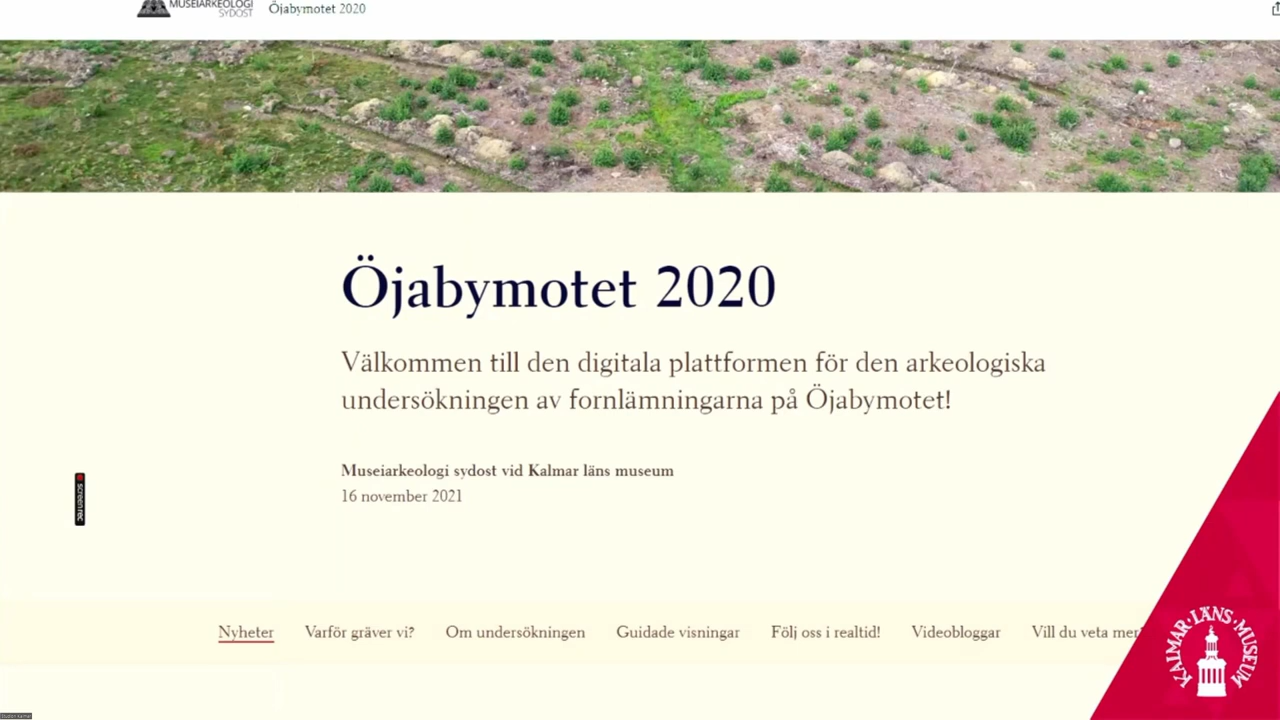 MUSEIARKEOLOGI
SYDOST
Öjabymotet 2020
Öjabymotet 2020
Välkommen till den digitala plattformen för den arkeologiska
undersökningen av fornlämningarna på Öjabymotet!
Museiarkeologi sydost vid Kalmar läns museum
16 november 2021
screenrec
Nyheter Varför gräver vi? Om undersökningen Guidade visningar Följ oss i realtid! Videobloggar Vill du veta mer?
KALMAR·LÄNS·MUSEUM